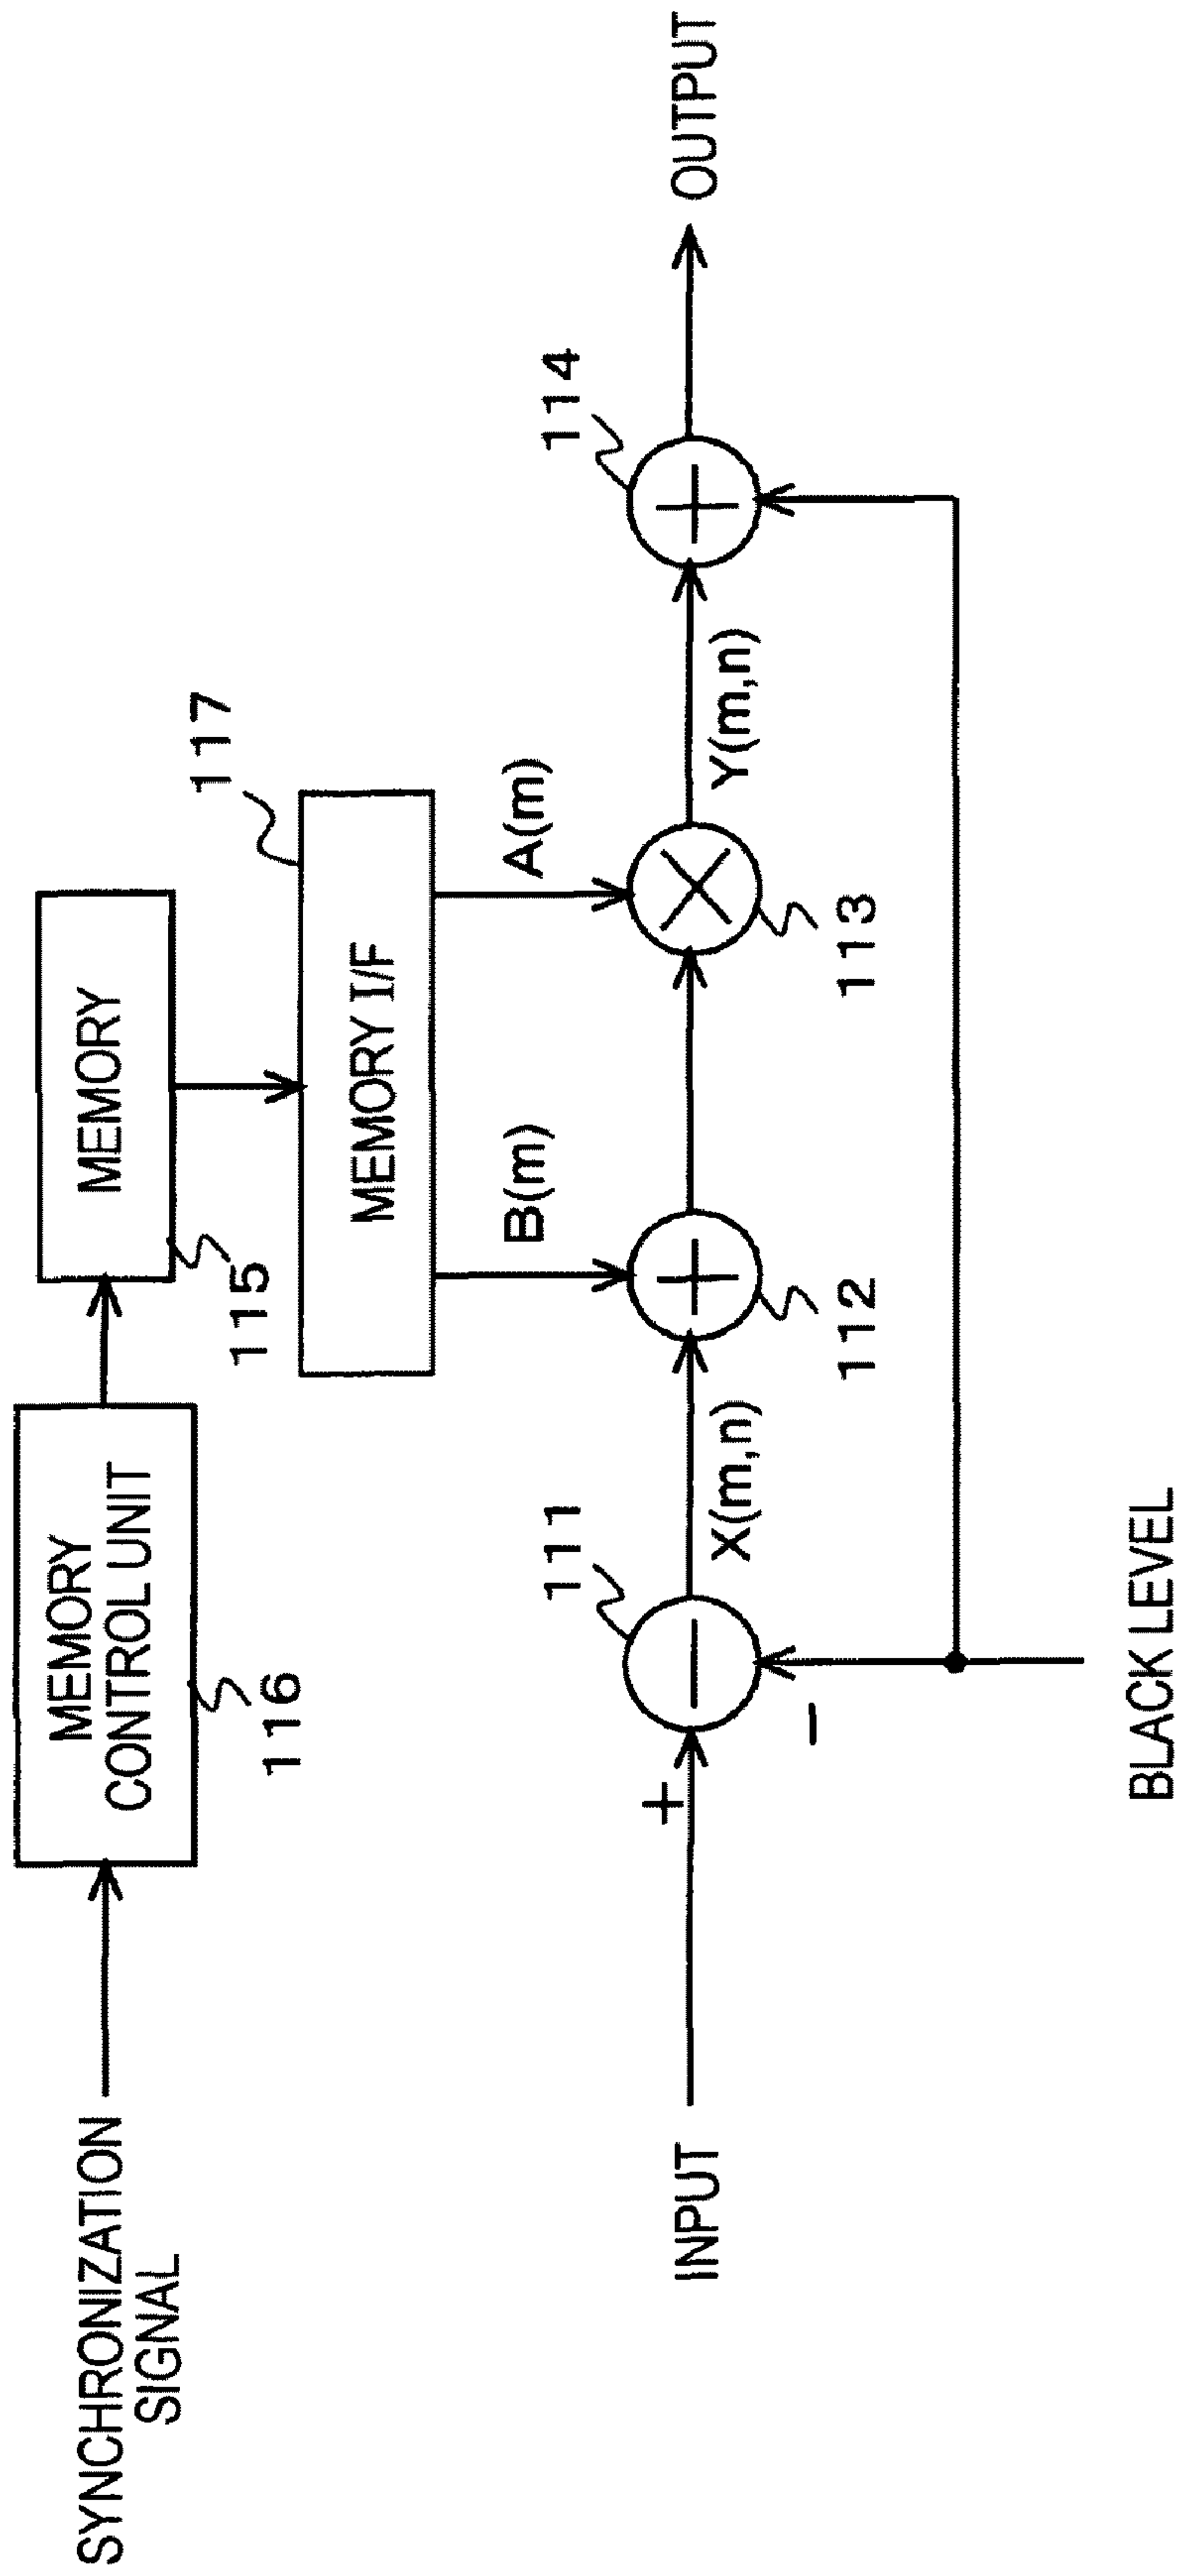 SYNCHRONIZATION
SIGNAL
MEMORY
CONTROL UNIT
116
MEMORY
115
MEMORY I/F
117
B(m)
A(m)
INPUT
+
−
111
X(m,n)
+
112
×
113
Y(m,n)
+
114
OUTPUT
−
BLACK LEVEL